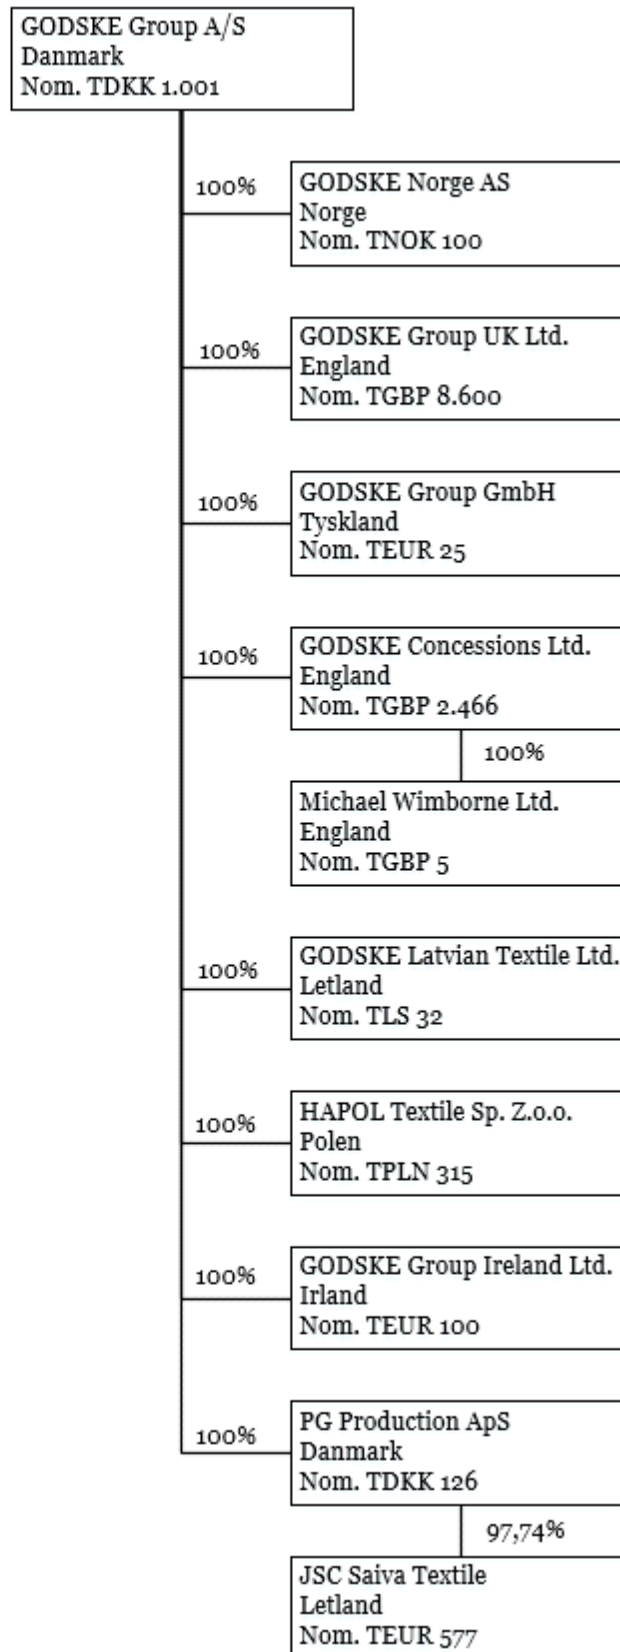 GODSKE Group A/S
Danmark
Nom. TDKK 1.001
100%
GODSKE Norge AS
Norge
Nom. TNOK 100
100%
GODSKE Group UK Ltd.
England
Nom. TGBP 8.600
100%
GODSKE Group GmbH
Tyskland
Nom. TEUR 25
100%
GODSKE Concessions Ltd.
England
Nom. TGBP 2.466
100%
Michael Wimborne Ltd.
England
Nom. TGBP 5
100%
GODSKE Latvian Textile Ltd.
Letland
Nom. TLS 32
100%
HAPOL Textile Sp. Z.o.o.
Polen
Nom. TPLN 315
100%
GODSKE Group Ireland Ltd.
Irland
Nom. TEUR 100
100%
PG Production ApS
Danmark
Nom. TDKK 126
97,74%
JSC Saiva Textile
Letland
Nom. TEUR 577